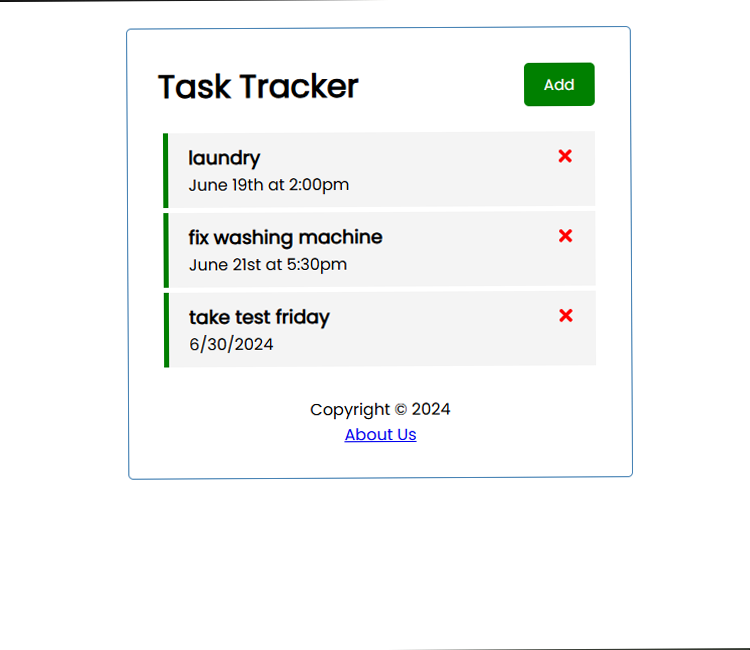 Task Tracker
Add
laundry
June 19th at 2:00pm
fix washing machine
June 21st at 5:30pm
take test friday
6/30/2024
Copyright © 2024
About Us